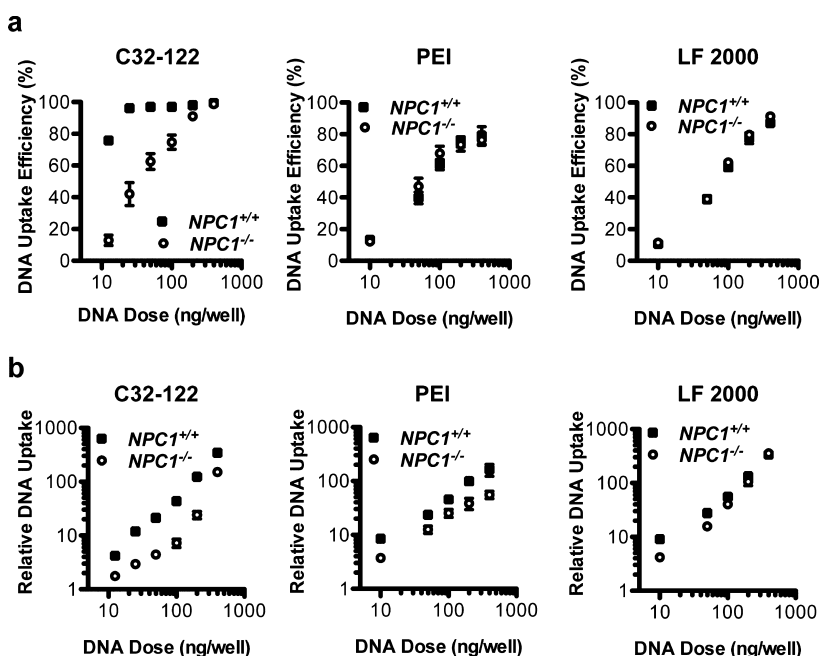 a
C32-122
PEI
LF 2000
DNA Uptake Efficiency (%)
100
80
60
40
20
0
NPC1+/+
NPC1-/-
10
100
1000
DNA Dose (ng/well)
DNA Uptake Efficiency (%)
100
80
60
40
20
0
NPC1+/+
NPC1-/-
10
100
1000
DNA Dose (ng/well)
DNA Uptake Efficiency (%)
100
80
60
40
20
0
NPC1+/+
NPC1-/-
10
100
1000
DNA Dose (ng/well)
b
C32-122
PEI
LF 2000
Relative DNA Uptake
1000
100
10
1
NPC1+/+
NPC1-/-
10
100
1000
DNA Dose (ng/well)
Relative DNA Uptake
1000
100
10
1
NPC1+/+
NPC1-/-
10
100
1000
DNA Dose (ng/well)
Relative DNA Uptake
1000
100
10
1
NPC1+/+
NPC1-/-
10
100
1000
DNA Dose (ng/well)